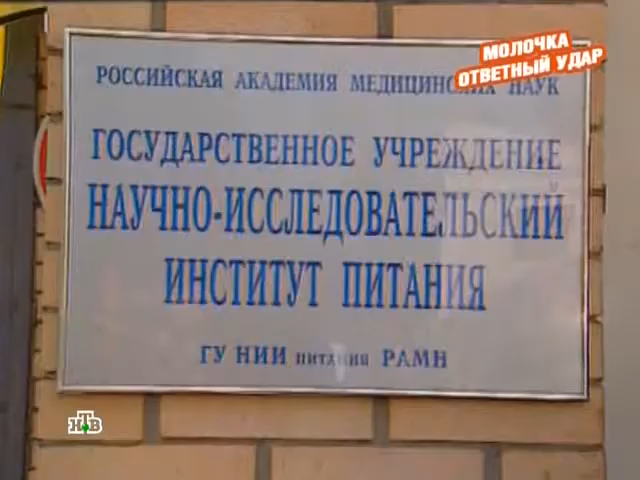 МОЛОЧКА
ОТВЕТНЫЙ УДАР
РОССИЙСКАЯ АКАДЕМИЯ МЕДИЦИНСКИХ НАУК
ГОСУДАРСТВЕННОЕ УЧРЕЖДЕНИЕ
НАУЧНО-ИССЛЕДОВАТЕЛЬСКИЙ
ИНСТИТУТ ПИТАНИЯ
ГУ НИИ питания РАМН
НТВ